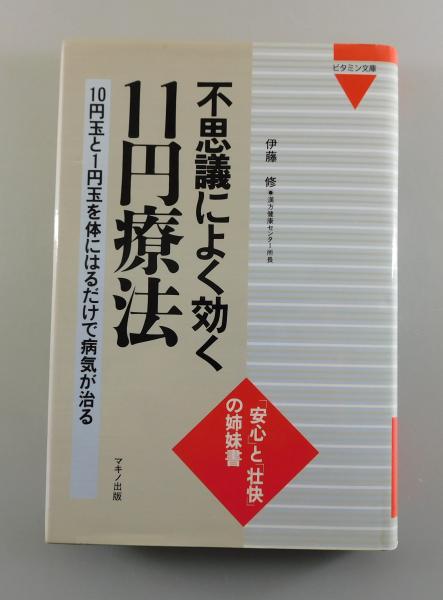 ビタミン文庫
伊藤 修●漢方健康センター所長
不思議によく効く
11円療法
10円玉と1円玉を体にはるだけで病気が治る
「安心」と「壮快」
の姉妹書
マキノ出版